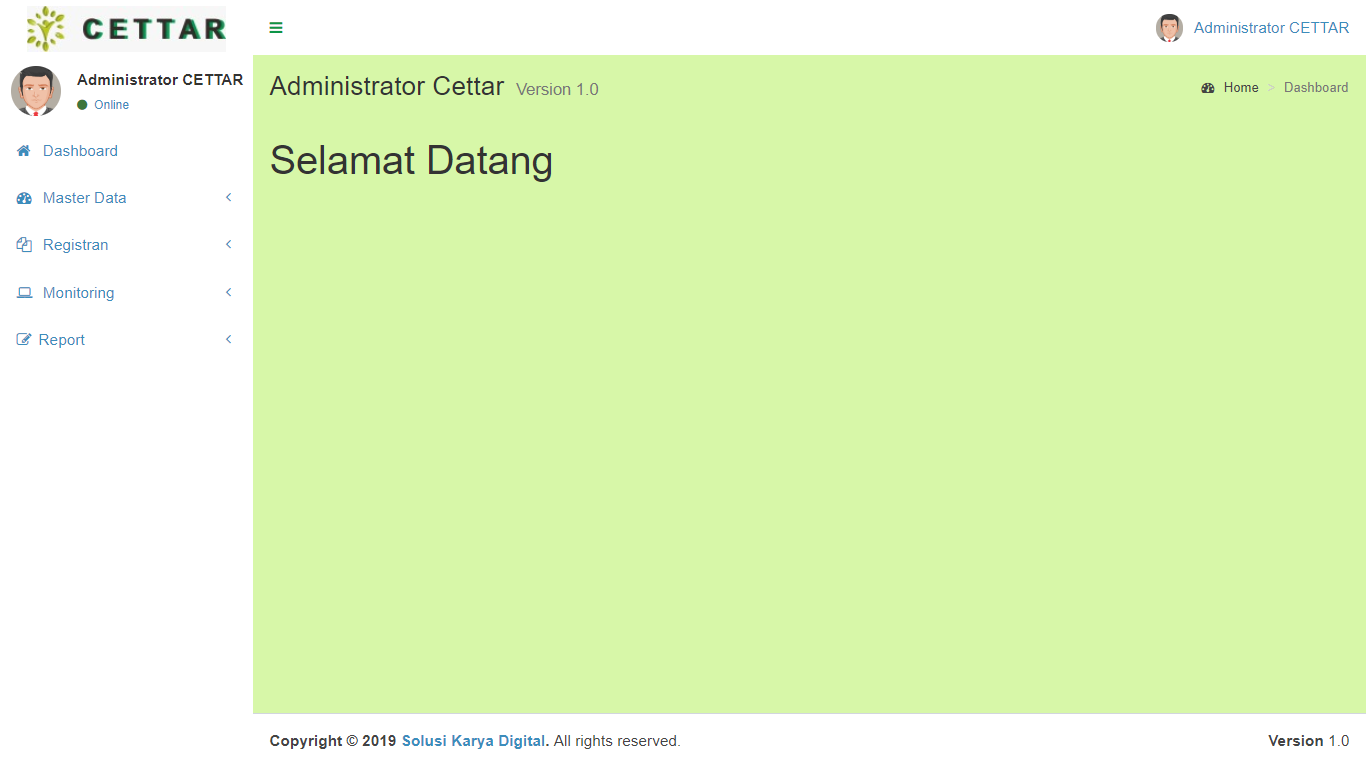 CETTAR
Administrator CETTAR
Administrator CETTAR
Online
Dashboard
Master Data
Registran
Monitoring
Report
Administrator Cettar Version 1.0
Home > Dashboard
Selamat Datang
Copyright © 2019 Solusi Karya Digital. All rights reserved.
Version 1.0